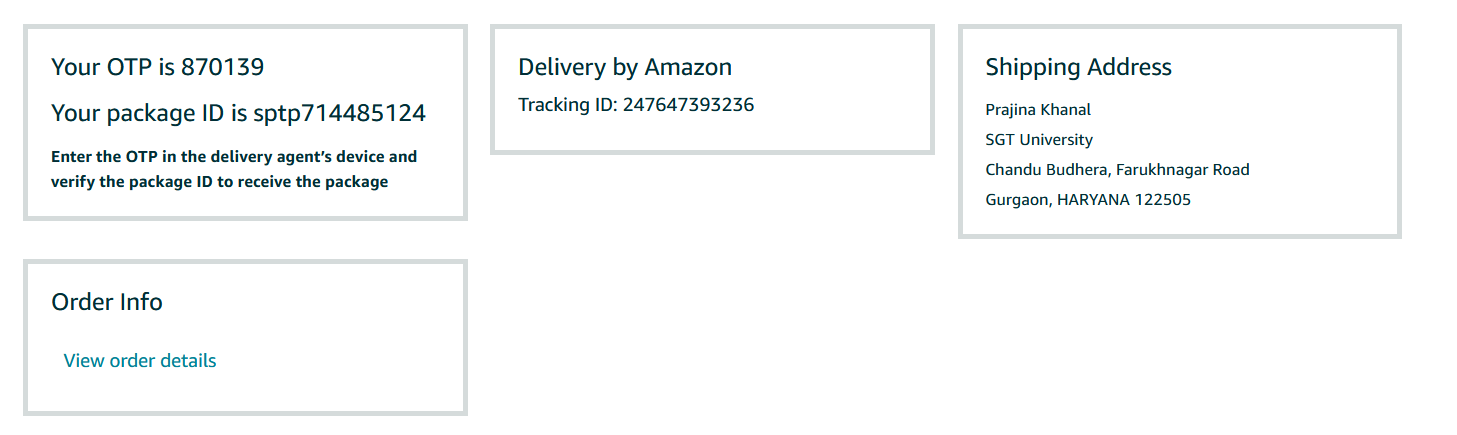 Your OTP is 870139
Your package ID is sptp714485124
Enter the OTP in the delivery agent’s device and
verify the package ID to receive the package
Delivery by Amazon
Tracking ID: 247647393236
Shipping Address
Prajina Khanal
SGT University
Chandu Budhera, Farukhnagar Road
Gurgaon, HARYANA 122505
Order Info
View order details